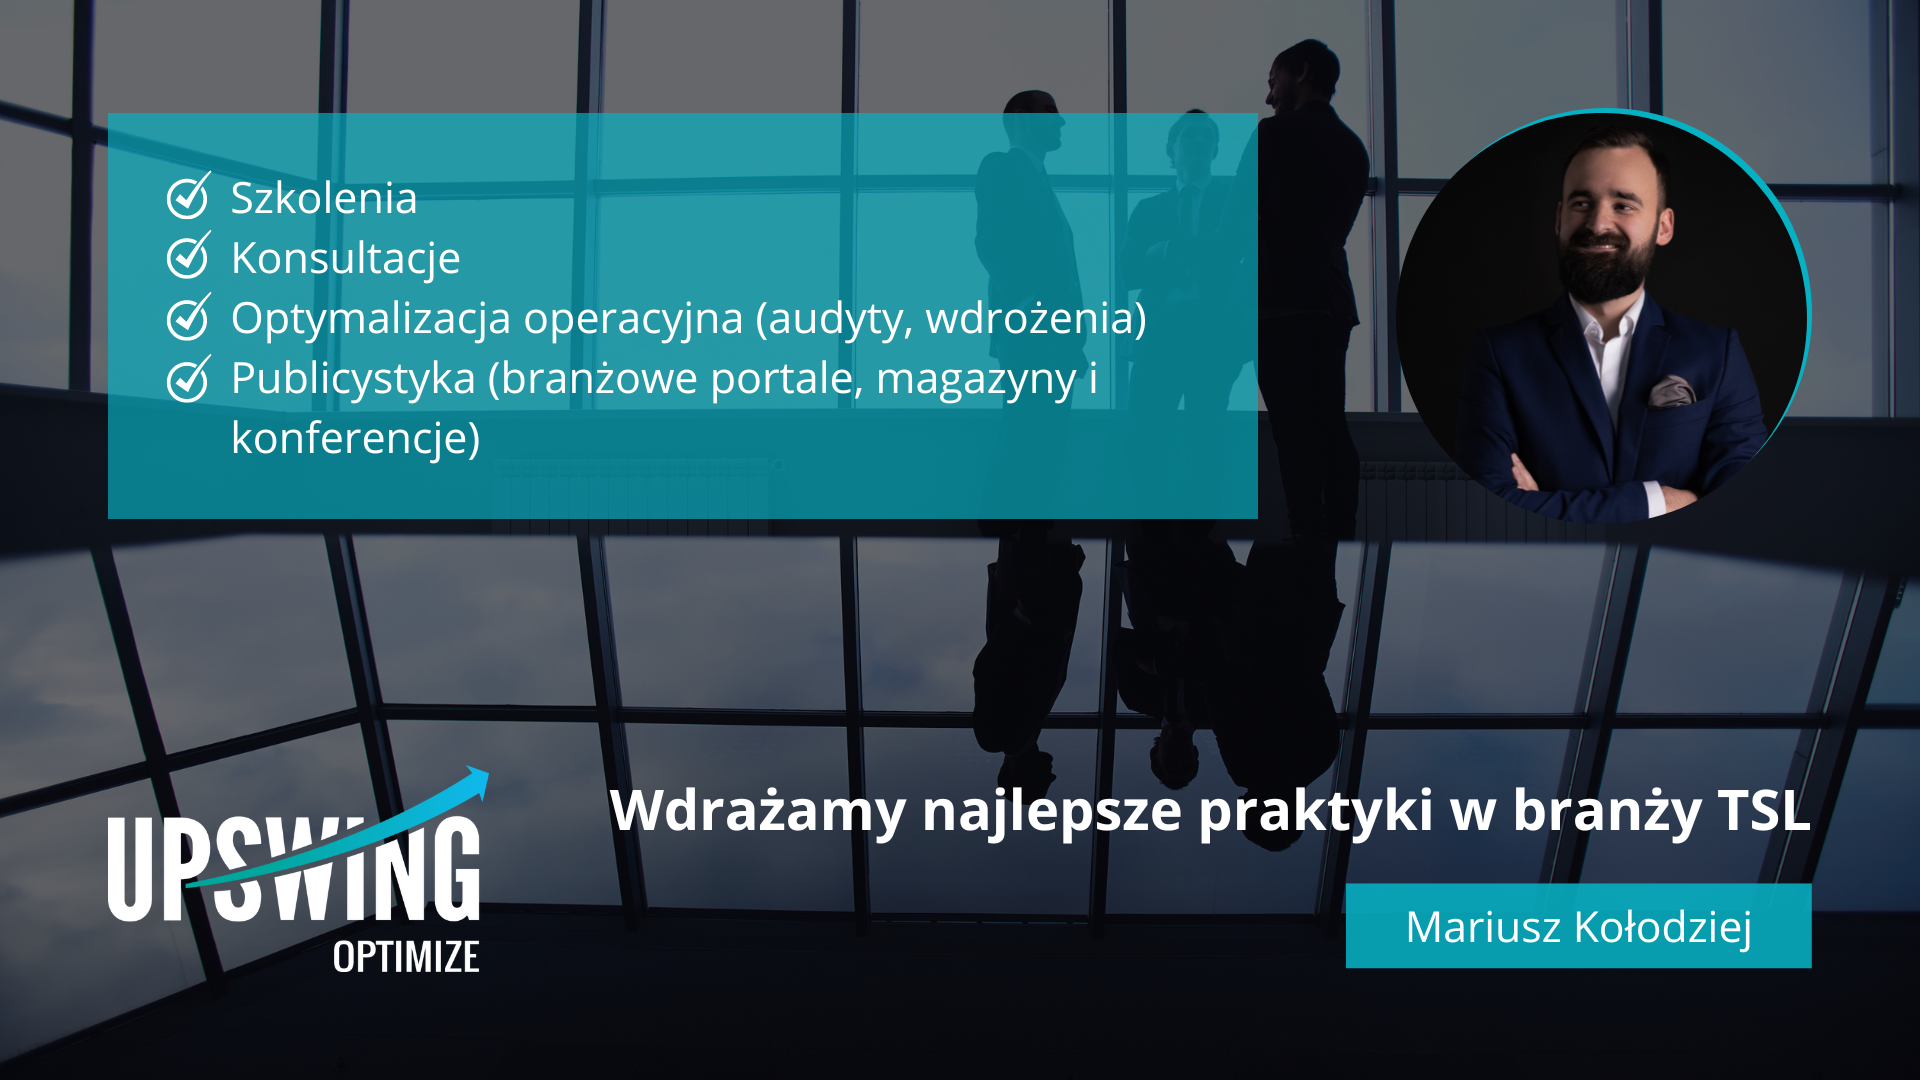 Szkolenia
Konsultacje
Optymalizacja operacyjna (audyty, wdrożenia)
Publicystyka (branżowe portale, magazyny i
konferencje)
UPSWING
OPTIMIZE
Wdrażamy najlepsze praktyki w branży TSL
Mariusz Kołodziej